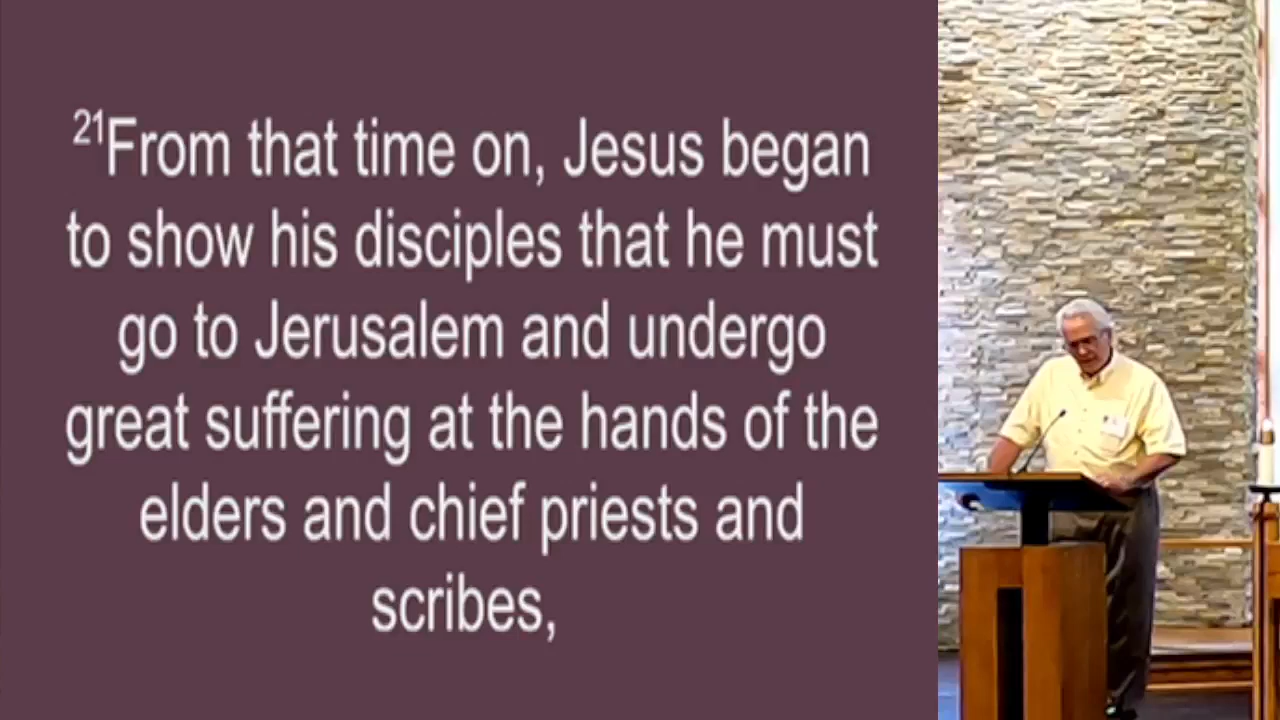 21From that time on, Jesus began
to show his disciples that he must
go to Jerusalem and undergo
great suffering at the hands of the
elders and chief priests and
scribes,